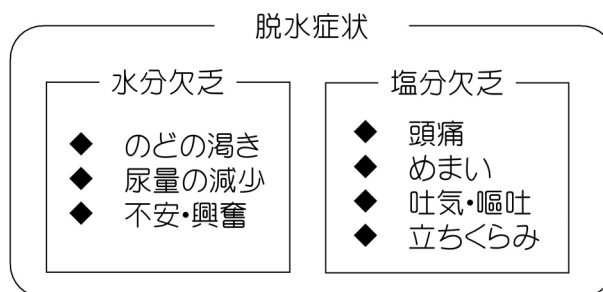 脱水症状
水分欠乏
◆ のどの渇き
◆ 尿量の減少
◆ 不安・興奮
塩分欠乏
◆ 頭痛
◆ めまい
◆ 吐気・嘔吐
◆ 立ちくらみ